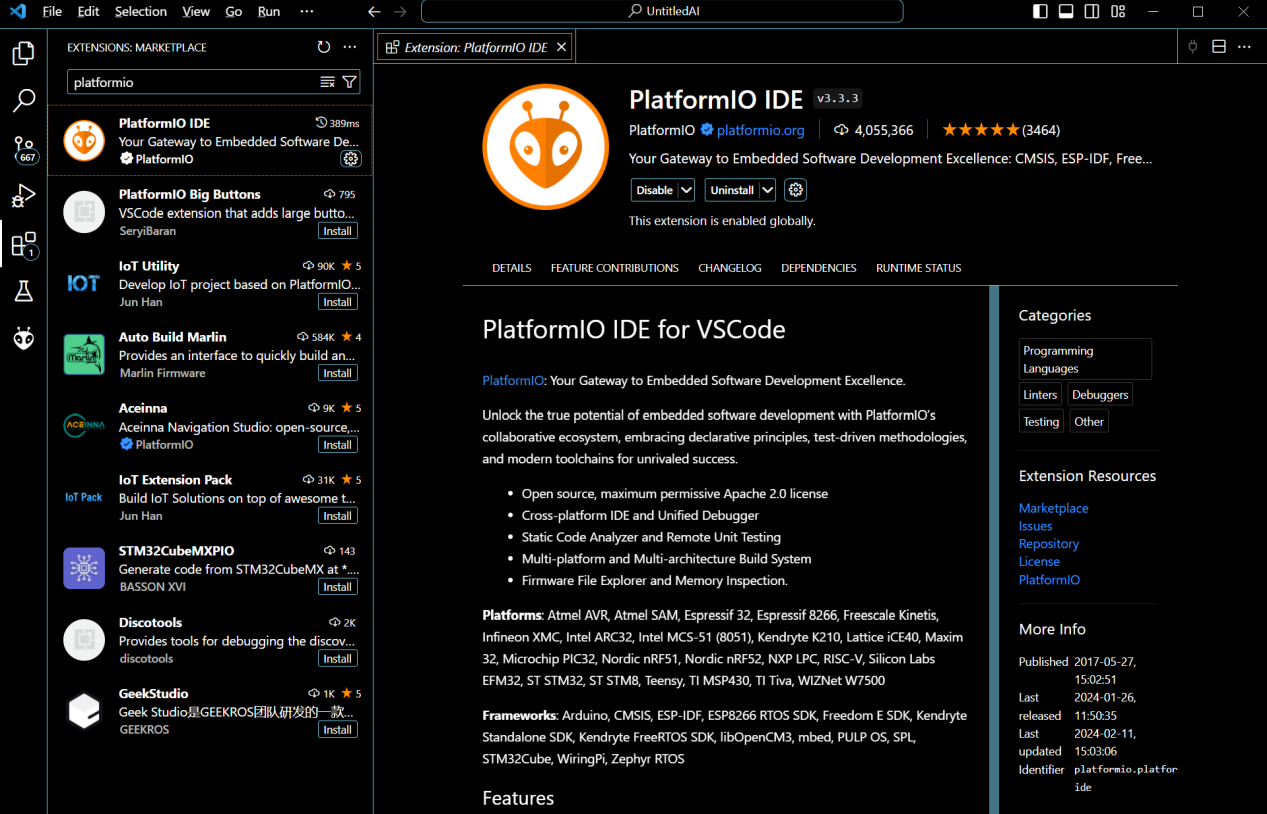 File Edit Selection View Go Run ···
UntitledAI
EXTENSIONS: MARKETPLACE
platformio
PlatformIO IDE 389ms
Your Gateway to Embedded Software De...
PlatformIO
PlatformIO Big Buttons 795
VSCode extension that adds large butto...
SeryiBaran Install
IoT Utility 90K ★ 5
Develop IoT project based on PlatformIO...
Jun Han Install
IOT
Auto Build Marlin 584K ★ 4
Provides an interface to quickly build an...
Marlin Firmware Install
Marlin
Aceinna 9K ★ 5
Aceinna Navigation Studio: open-source,...
PlatformIO Install
ACEINNA
IoT Extension Pack 31K ★ 5
Build IoT Solutions on top of awesome t...
Jun Han Install
IoT Pack
STM32CubeMXPIO 143
Generate code from STM32CubeMX at *....
BASSON XVI Install
Discotools 2K
Provides tools for debugging the discov...
discotools Install
GeekStudio 1K ★ 5
Geek Studio是GEEKROS团队研发的一款...
GEEKROS Install
667
1
Extension: PlatformIO IDE
PlatformIO IDE v3.3.3
PlatformIO platformio.org 4,055,366 ★★★★★(3464)
Your Gateway to Embedded Software Development Excellence: CMSIS, ESP-IDF, Free...
Disable Uninstall
This extension is enabled globally.
DETAILS FEATURE CONTRIBUTIONS CHANGELOG DEPENDENCIES RUNTIME STATUS
PlatformIO IDE for VSCode
PlatformIO: Your Gateway to Embedded Software Development Excellence.
Unlock the true potential of embedded software development with PlatformIO's
collaborative ecosystem, embracing declarative principles, test-driven methodologies,
and modern toolchains for unrivaled success.
• Open source, maximum permissive Apache 2.0 license
• Cross-platform IDE and Unified Debugger
• Static Code Analyzer and Remote Unit Testing
• Multi-platform and Multi-architecture Build System
• Firmware File Explorer and Memory Inspection.
Platforms: Atmel AVR, Atmel SAM, Espressif 32, Espressif 8266, Freescale Kinetis,
Infineon XMC, Intel ARC32, Intel MCS-51 (8051), Kendryte K210, Lattice iCE40, Maxim
32, Microchip PIC32, Nordic nRF51, Nordic nRF52, NXP LPC, RISC-V, Silicon Labs
EFM32, ST STM32, ST STM8, Teensy, TI MSP430, TI Tiva, WIZNet W7500
Frameworks: Arduino, CMSIS, ESP-IDF, ESP8266 RTOS SDK, Freedom E SDK, Kendryte
Standalone SDK, Kendryte FreeRTOS SDK, libOpenCM3, mbed, PULP OS, SPL,
STM32Cube, WiringPi, Zephyr RTOS
Features
Categories
Programming
Languages
Linters Debuggers
Testing Other
Extension Resources
Marketplace
Issues
Repository
License
PlatformIO
More Info
Published 2017-05-27,
15:02:51
Last 2024-01-26,
released 11:50:35
Last 2024-02-11,
updated 15:03:06
Identifier platformio.platfor
ide